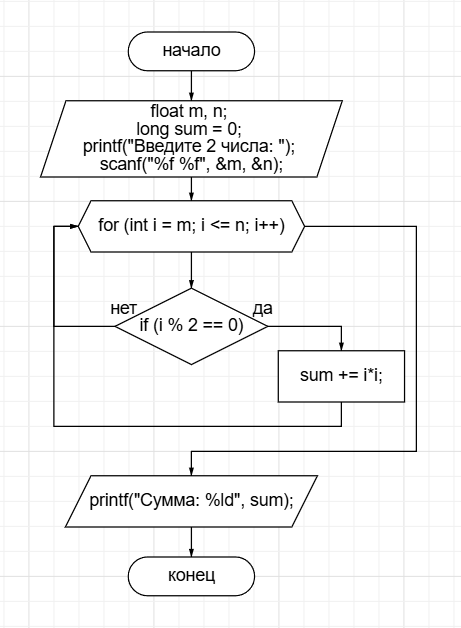 начало
float m, n;
long sum = 0;
printf("Введите 2 числа: ");
scanf("%f %f", &m, &n);
for (int i = m; i <= n; i++)
нет
да
if (i % 2 == 0)
sum += i*i;
printf("Сумма: %ld", sum);
конец